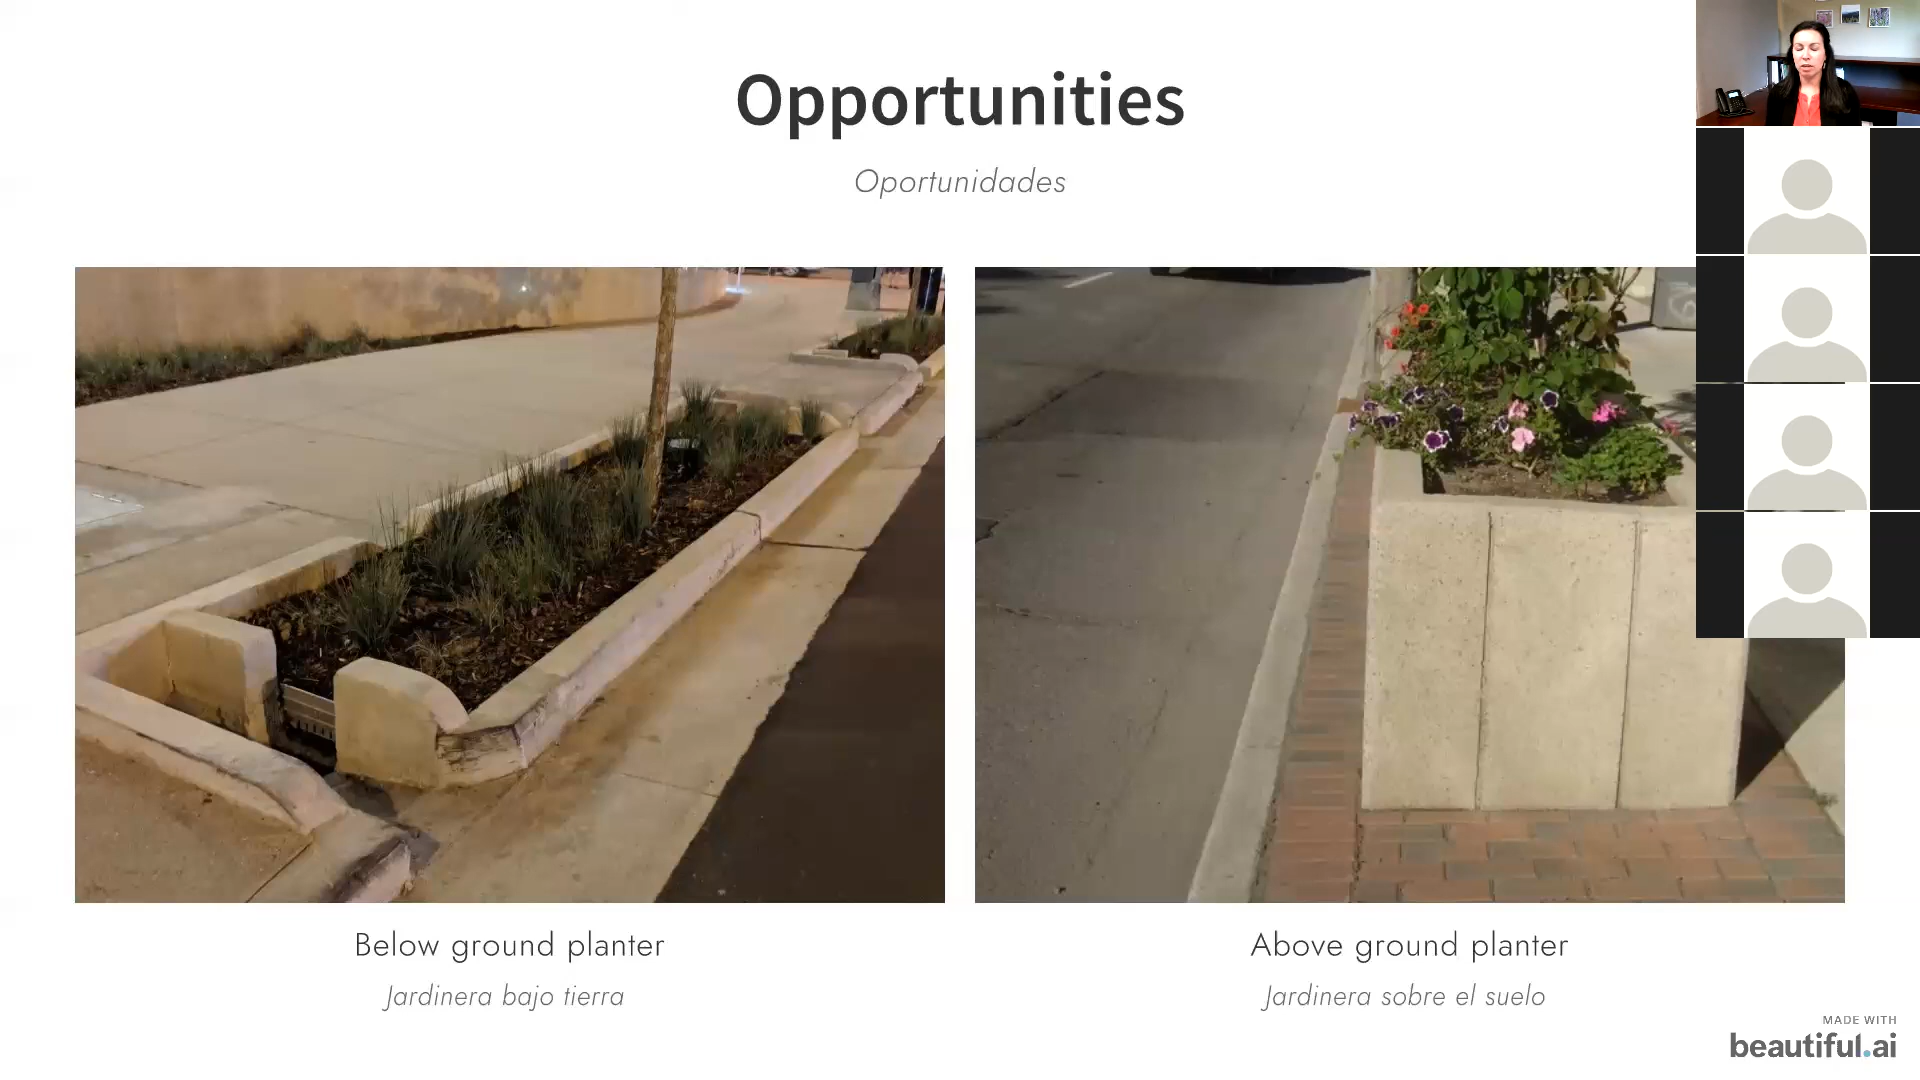 Opportunities
Oportunidades
Below ground planter
Jardinera bajo tierra
Above ground planter
Jardinera sobre el suelo
MADE WITH
beautiful.ai